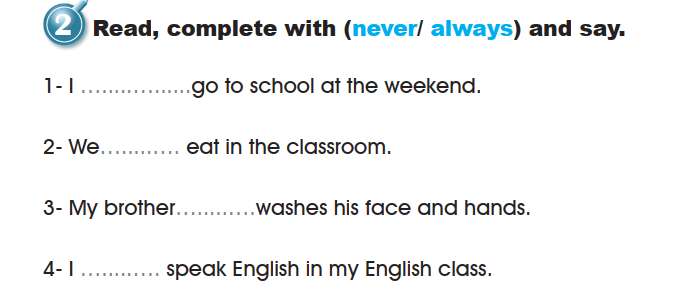 2 Read, complete with (never/ always) and say.
1- I ..................go to school at the weekend.
2- We............ eat in the classroom.
3- My brother............washes his face and hands.
4- I ............ speak English in my English class.